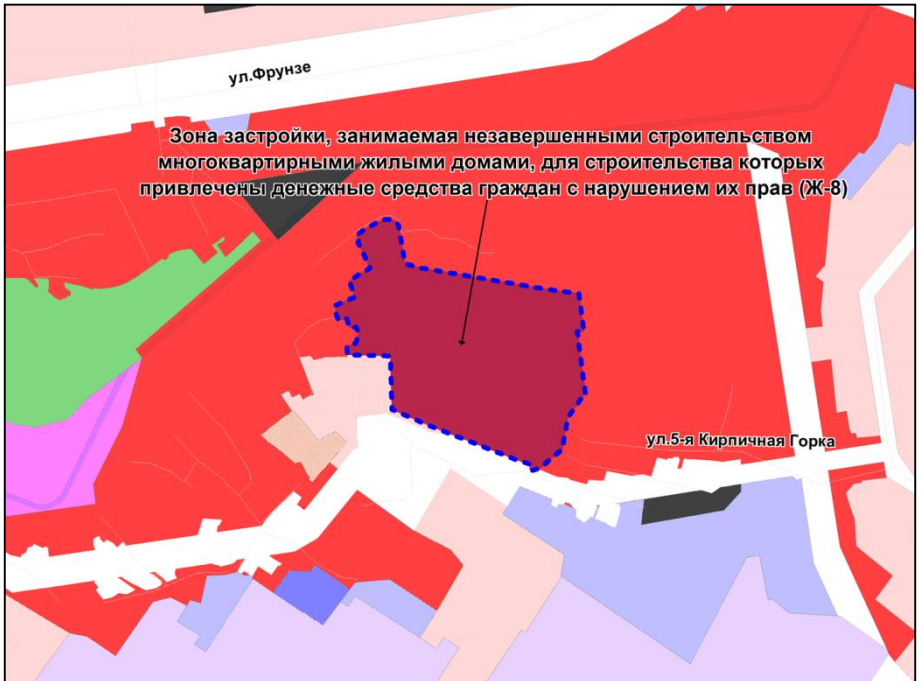 ул.Фрунзе
Зона застройки, занимаемая незавершенными строительством
многоквартирными жилыми домами, для строительства которых
привлечены денежные средства граждан с нарушением их прав (Ж-8)
ул.5-я Кирпичная Горка